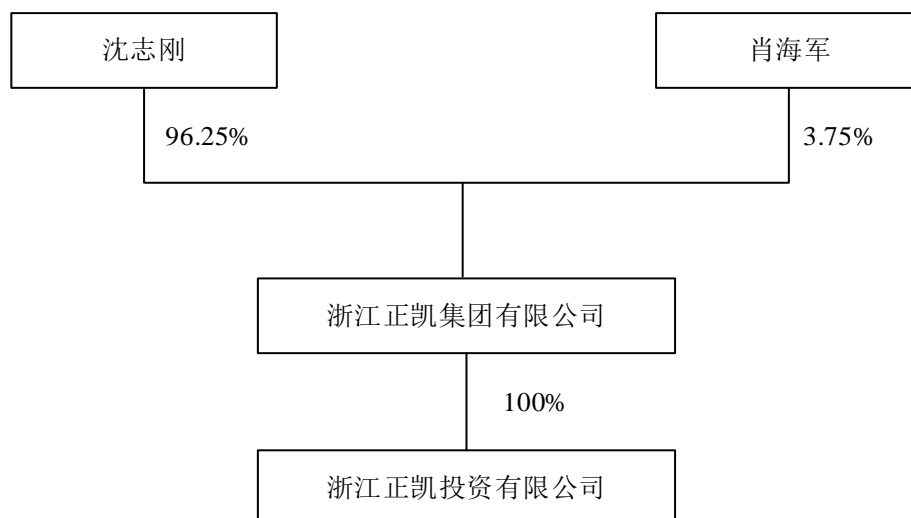 沈志刚
肖海军
96.25%
3.75%
浙江正凯集团有限公司
100%
浙江正凯投资有限公司